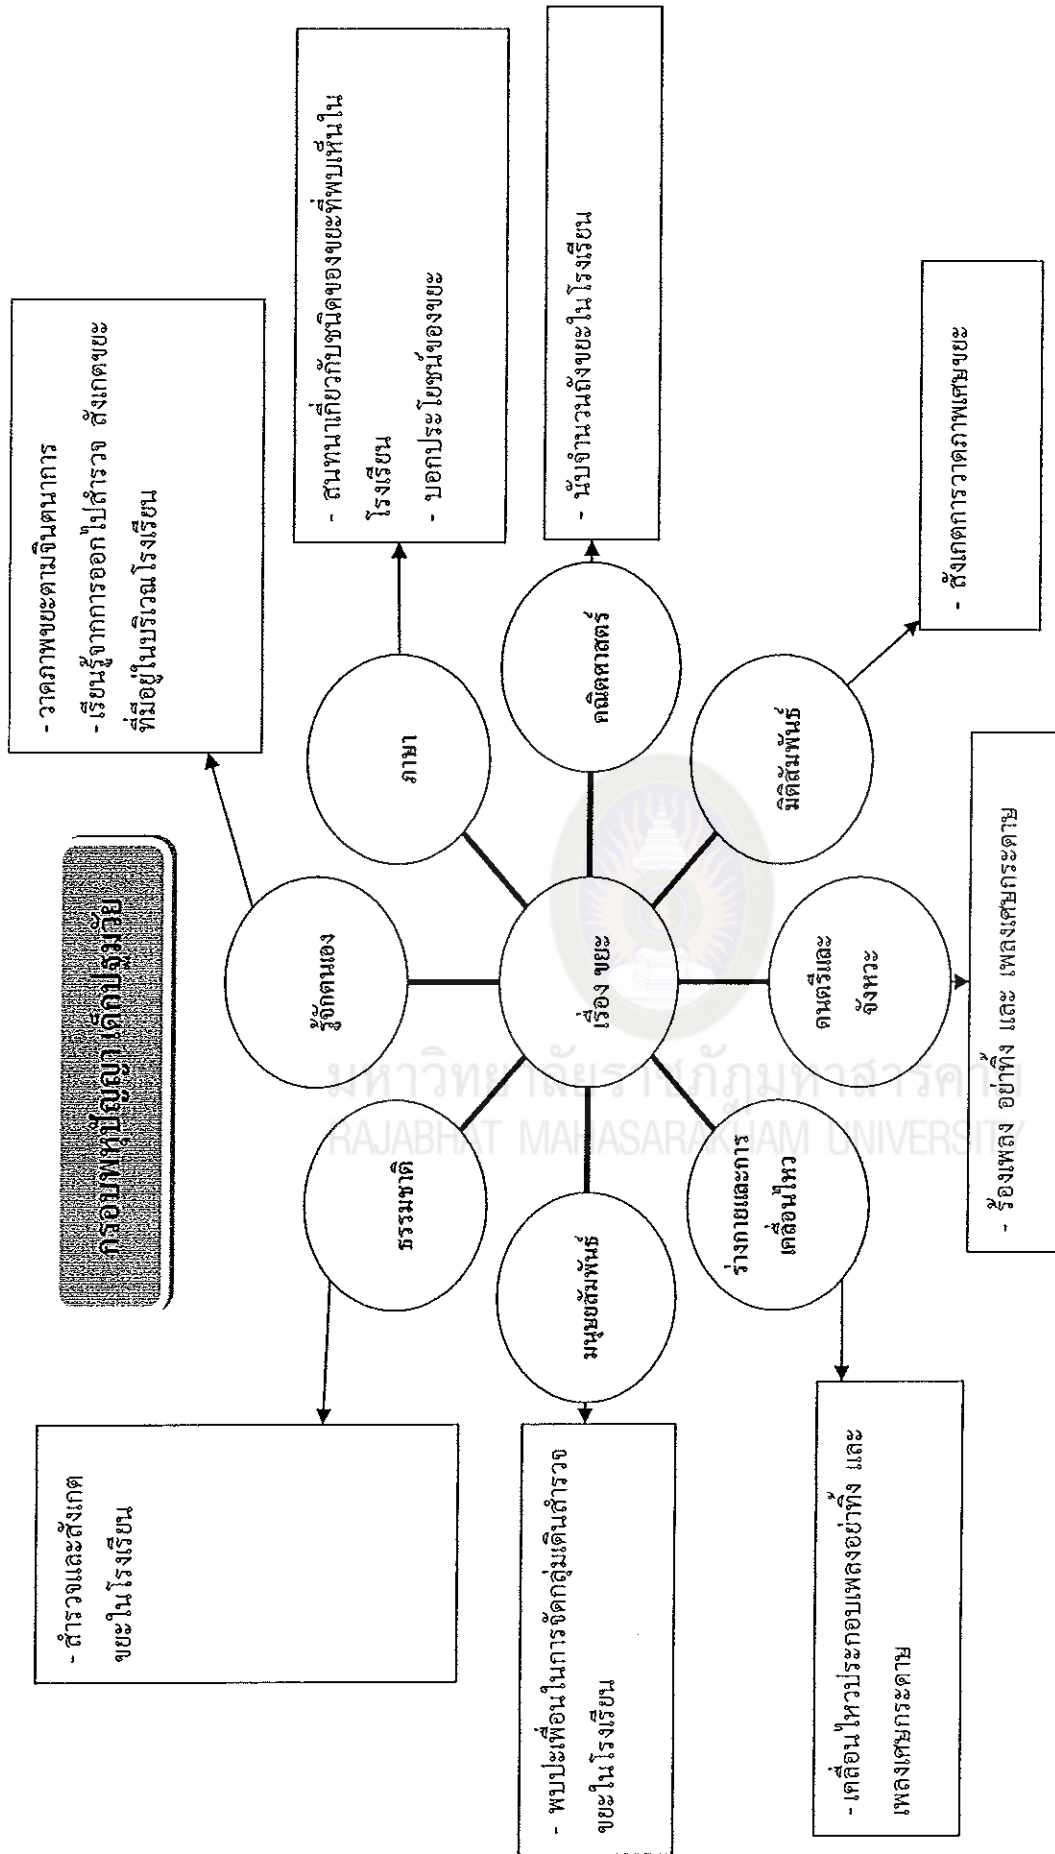 กรอบพหุปัญญา เด็กปฐมวัย
- วาดภาพขยะตามจินตนาการ
- เรียนรู้จากการออกไปสำรวจ สังเกตขยะ
ที่มีอยู่ในบริเวณโรงเรียน
รู้จักตนเอง
- สนทนาเกี่ยวกับชนิดของขยะที่พบเห็นใน
โรงเรียน
- บอกประโยชน์ของขยะ
ภาษา
- นับจำนวนถังขยะในโรงเรียน
คณิตศาสตร์
- สังเกตการวาดภาพเศษขยะ
มิติสัมพันธ์
- ร้องเพลง อย่าทิ้ง และ เพลงเศษกระดาษ
ดนตรีและ
จังหวะ
- เคลื่อนไหวประกอบเพลงอย่าทิ้ง และ
เพลงเศษกระดาษ
ร่างกายและการ
เคลื่อนไหว
- พบปะเพื่อนในการจัดกลุ่มเดินสำรวจ
ขยะในโรงเรียน
มนุษยสัมพันธ์
- สำรวจและสังเกต
ขยะในโรงเรียน
ธรรมชาติ
เรื่อง ขยะ
มหาวิทยาลัยราชภัฏมหาสารคาม
RAJABHAT MAHASARAKHAM UNIVERSITY